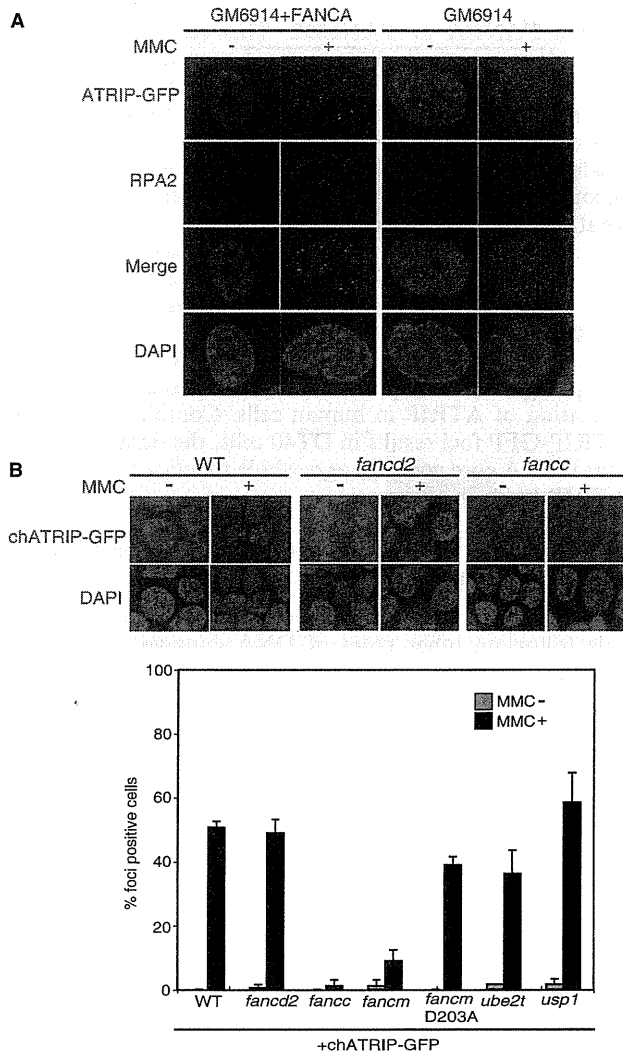 A
GM6914+FANCA GM6914
MMC - + - +
ATRIP-GFP
RPA2
Merge
DAPI
B
WT fancd2 fancc
MMC - + - + - +
chATRIP-GFP
DAPI
100
80
60
40
20
0
% foci positive cells
MMC-
MMC+
WT fancd2 fancc fancm fancm ube2t usp1
D203A
+chATRIP-GFP